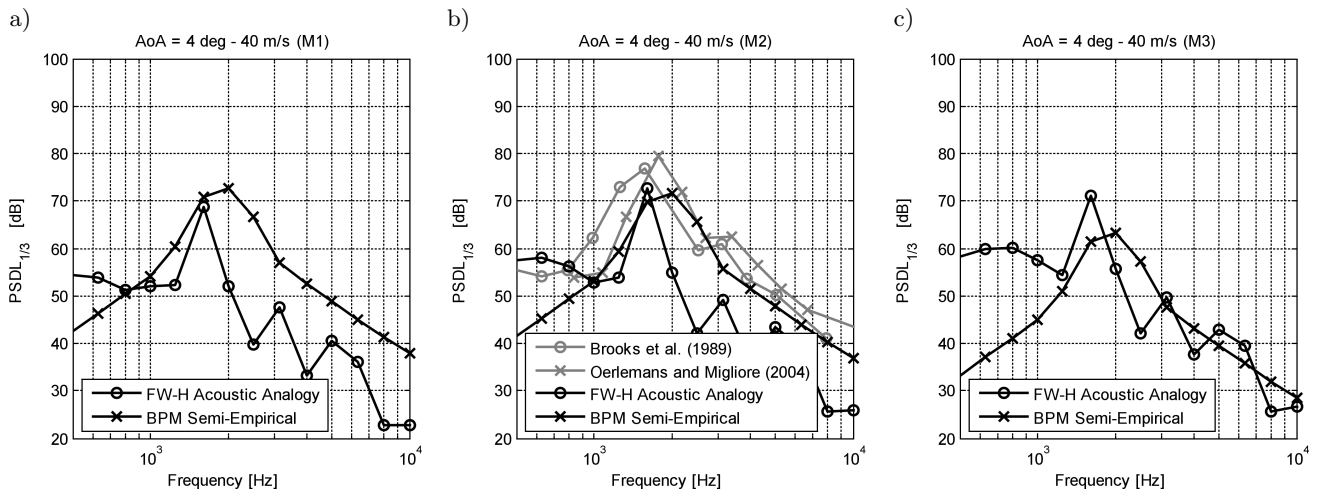 a)
AoA = 4 deg - 40 m/s (M1)
100
90
80
70
60
50
40
30
20
PSDL1/3 [dB]
FW-H Acoustic Analogy
BPM Semi-Empirical
10^3
10^4
Frequency [Hz]
b)
AoA = 4 deg - 40 m/s (M2)
100
90
80
70
60
50
40
30
20
PSDL1/3 [dB]
Brooks et al. (1989)
Oerlemans and Migliore (2004)
FW-H Acoustic Analogy
BPM Semi-Empirical
10^3
10^4
Frequency [Hz]
c)
AoA = 4 deg - 40 m/s (M3)
100
90
80
70
60
50
40
30
20
PSDL1/3 [dB]
FW-H Acoustic Analogy
BPM Semi-Empirical
10^3
10^4
Frequency [Hz]